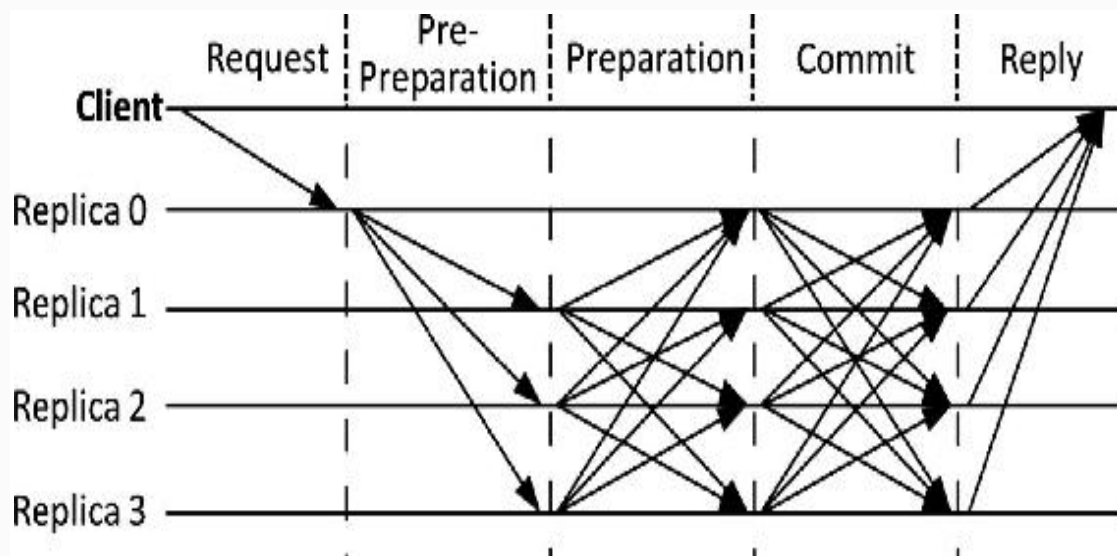 Request
Pre-
Preparation
Preparation
Commit
Reply
Client
Replica 0
Replica 1
Replica 2
Replica 3